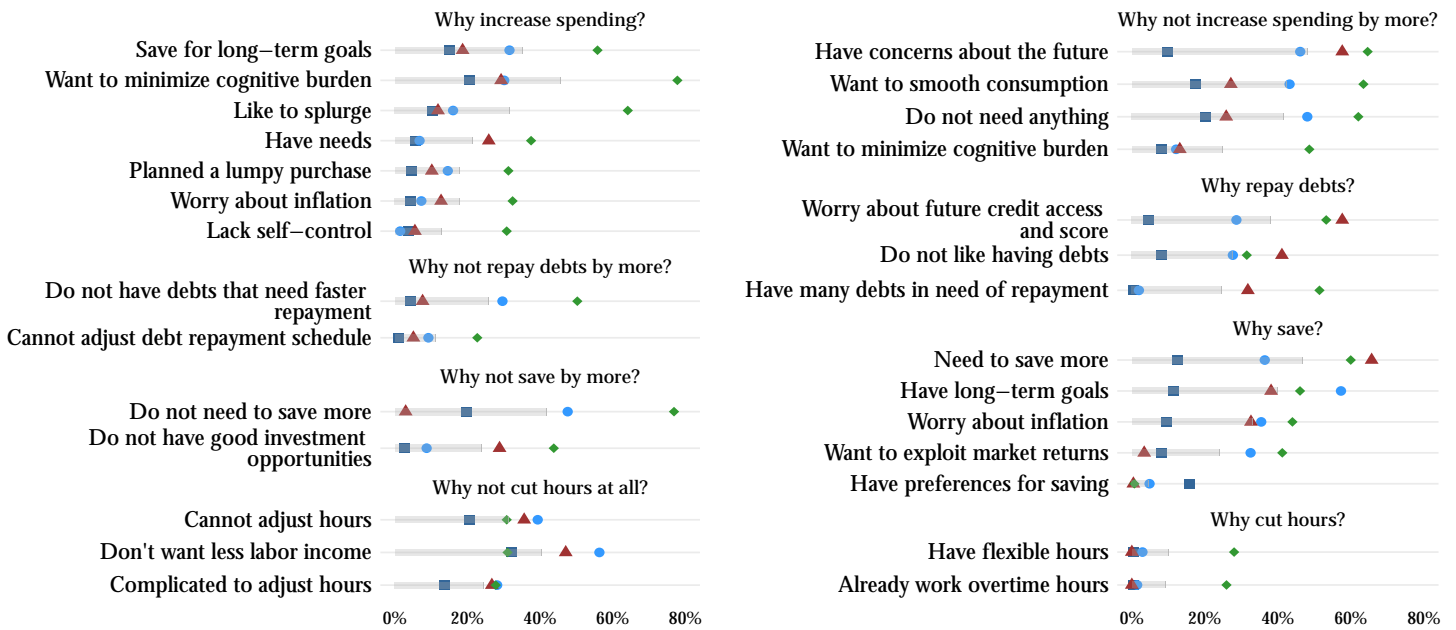 Why increase spending?
Save for long−term goals
Want to minimize cognitive burden
Like to splurge
Have needs
Planned a lumpy purchase
Worry about inflation
Lack self−control
Why not repay debts by more?
Do not have debts that need faster
repayment
Cannot adjust debt repayment schedule
Why not save by more?
Do not need to save more
Do not have good investment
opportunities
Why not cut hours at all?
Cannot adjust hours
Don't want less labor income
Complicated to adjust hours
0% 20% 40% 60% 80%
Why not increase spending by more?
Have concerns about the future
Want to smooth consumption
Do not need anything
Want to minimize cognitive burden
Why repay debts?
Worry about future credit access
and score
Do not like having debts
Have many debts in need of repayment
Why save?
Need to save more
Have long−term goals
Worry about inflation
Want to exploit market returns
Have preferences for saving
Why cut hours?
Have flexible hours
Already work overtime hours
0% 20% 40% 60% 80%